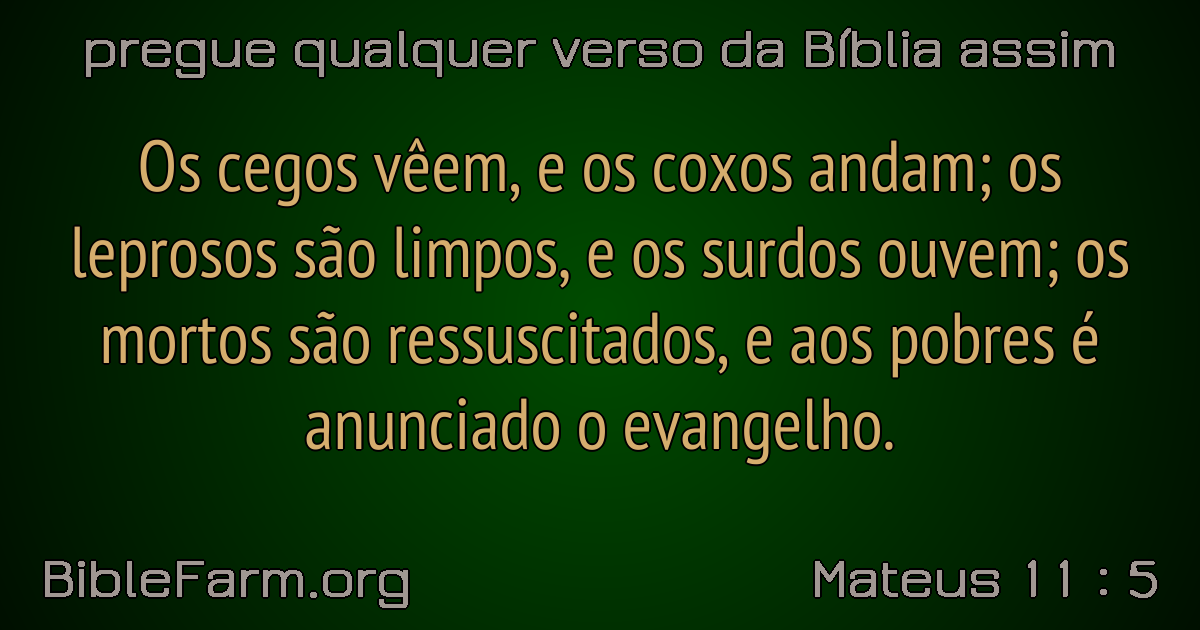 pregue qualquer verso da Bíblia assim
Os cegos vêem, e os coxos andam; os
leprosos são limpos, e os surdos ouvem; os
mortos são ressuscitados, e aos pobres é
anunciado o evangelho.
BibleFarm.org
Mateus 11 : 5